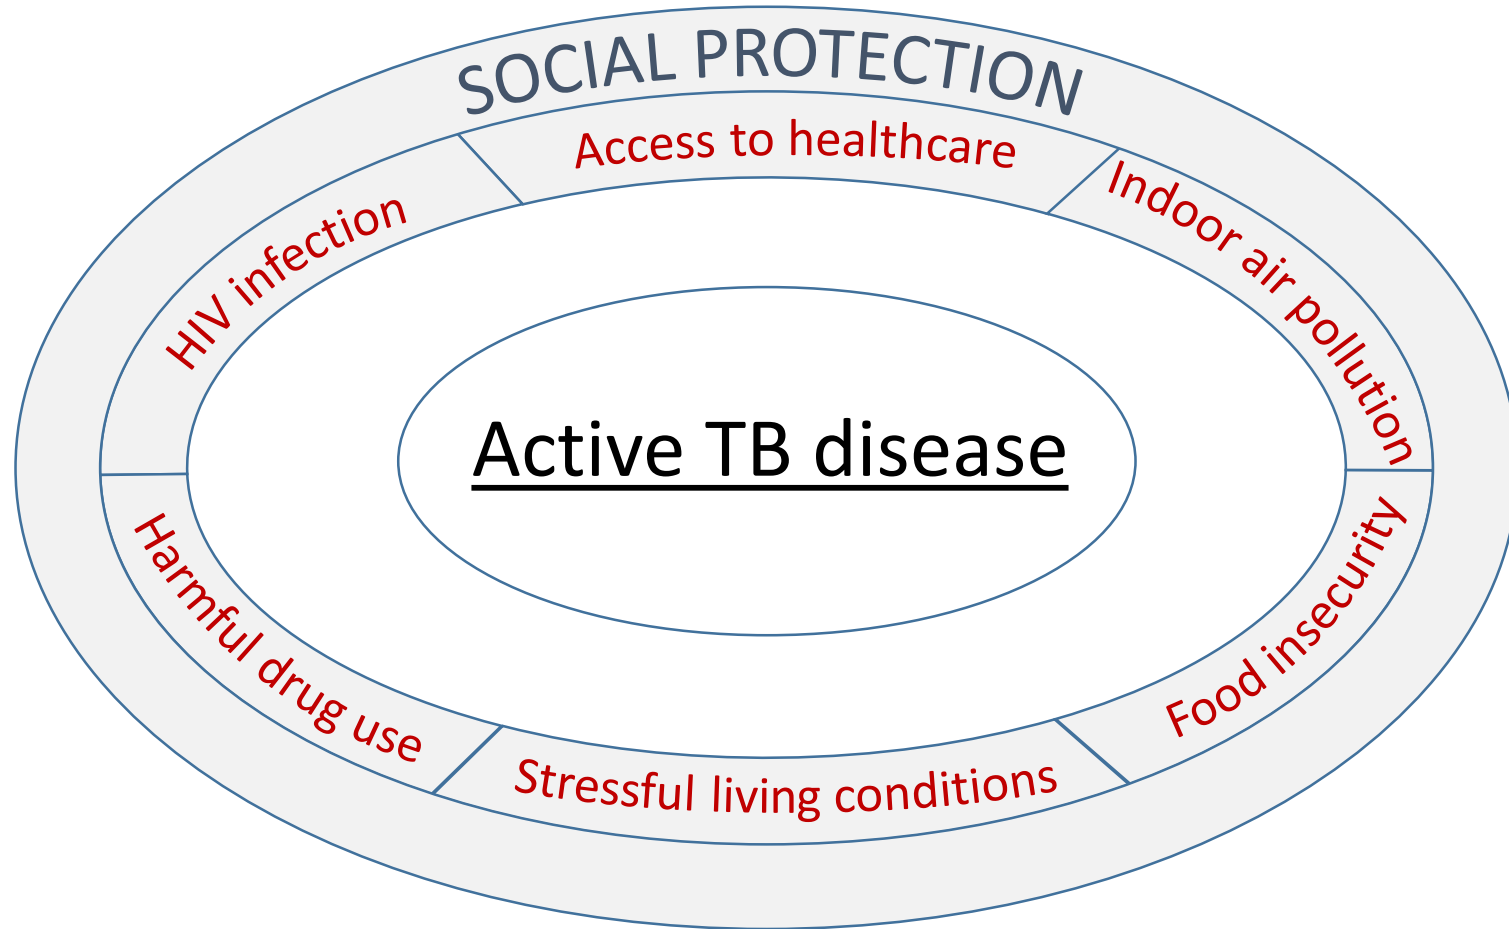 SOCIAL PROTECTION
Access to healthcare
Indoor air pollution
Food insecurity
Stressful living conditions
Harmful drug use
HIV infection
Active TB disease